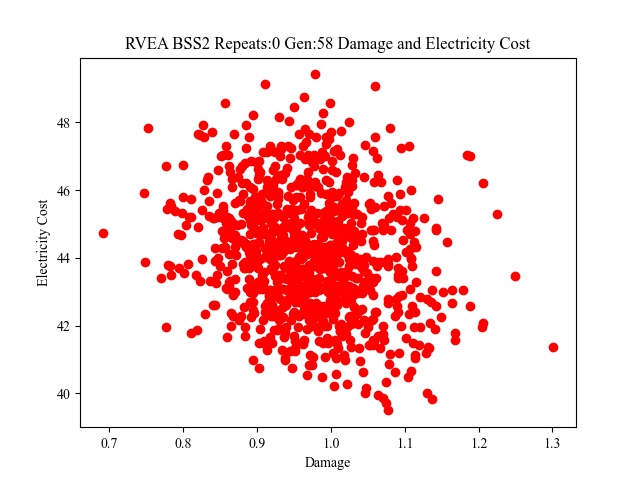 RVEA BSS2 Repeats:0 Gen:58 Damage and Electricity Cost
Electricity Cost
48
46
44
42
40
0.7 0.8 0.9 1.0 1.1 1.2 1.3
Damage